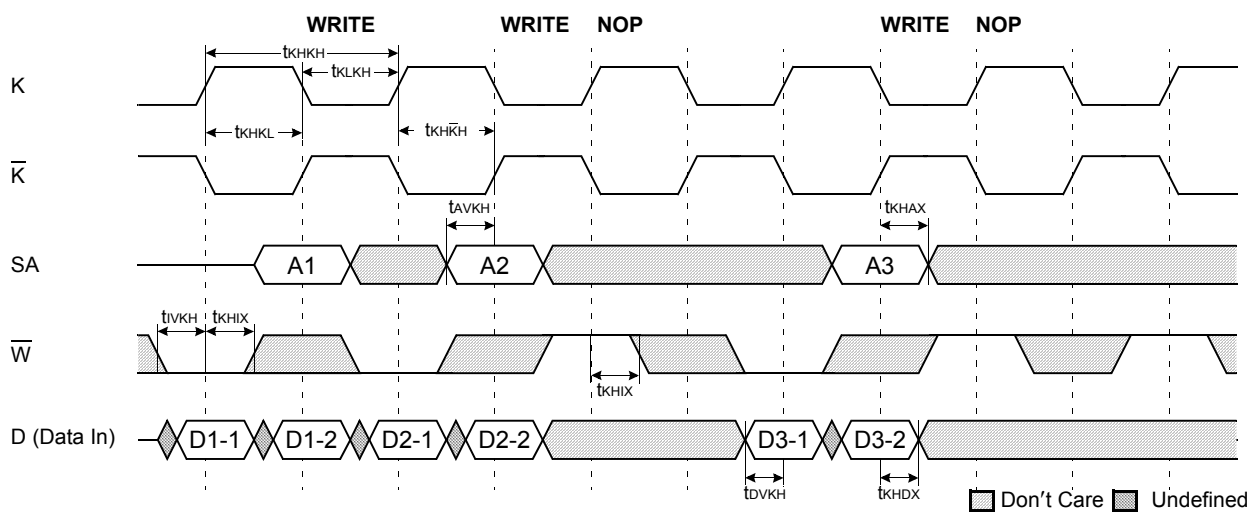 WRITE WRITE NOP WRITE NOP
tKHKH
tKLKH
K
tKHKL tKHK̅H
K̅
tAVKH tKHAX
SA A1 A2 A3
tIVKH tKHIX
W̅
tKHIX
D (Data In) D1-1 D1-2 D2-1 D2-2 D3-1 D3-2
tDVKH tKHDX
Don't Care Undefined